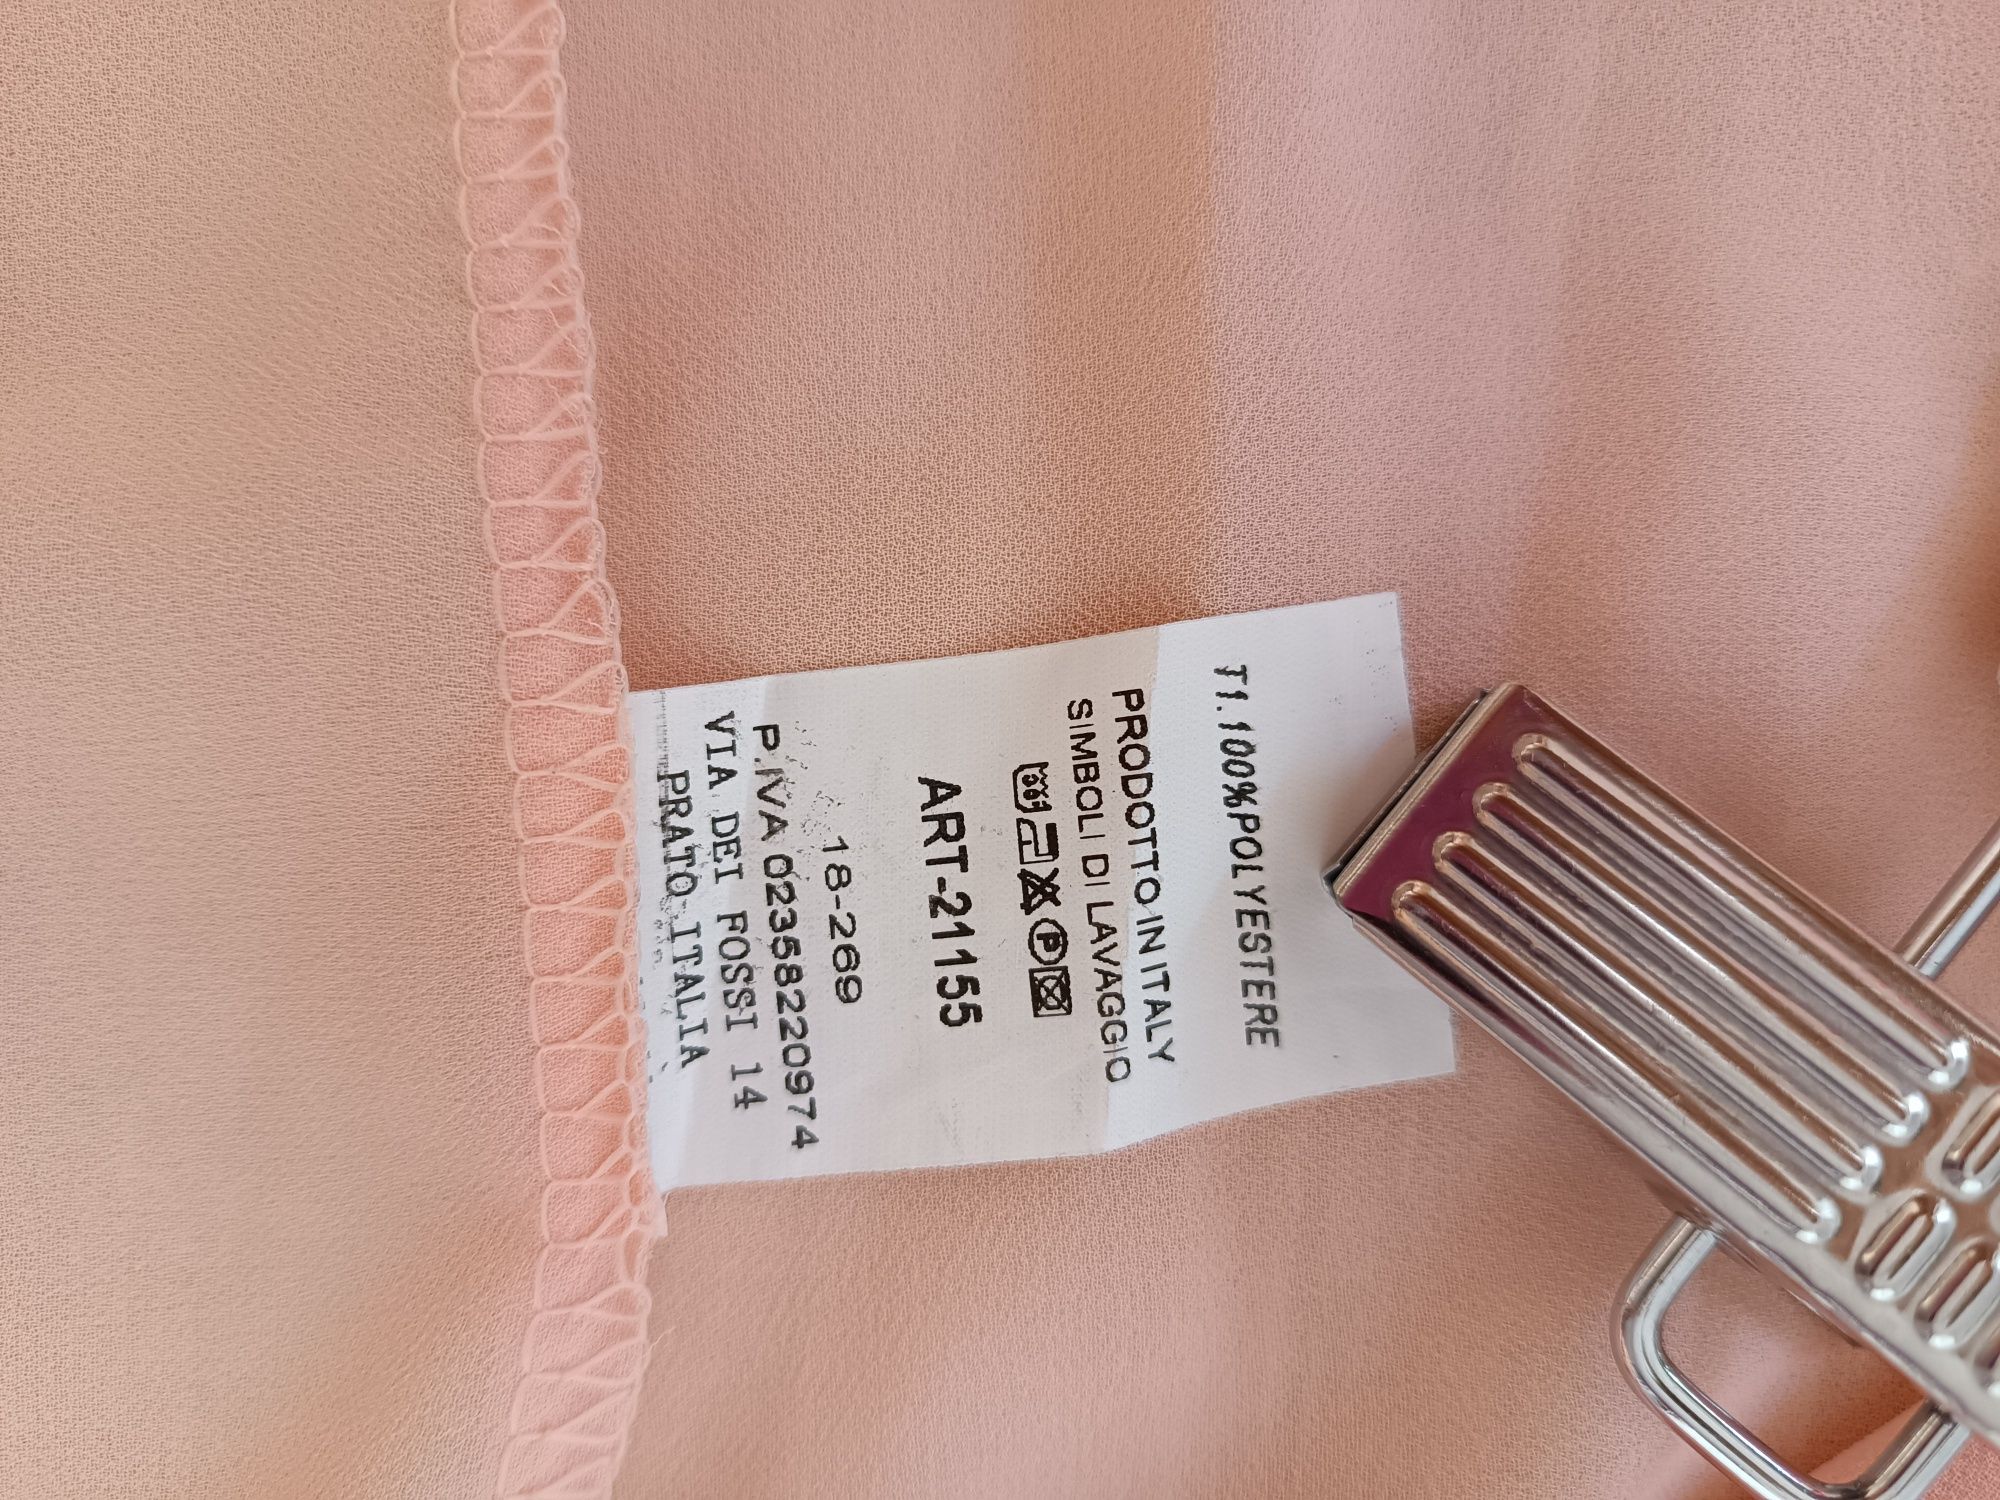 T1.100%POLYESTERE
PRODOTTO IN ITALY
SIMBOLI DI LAVAGGIO
P
ART-21155
18-269
P.IVA 02358220974
VIA DEI FOSSI 14
PRATO-ITALIA